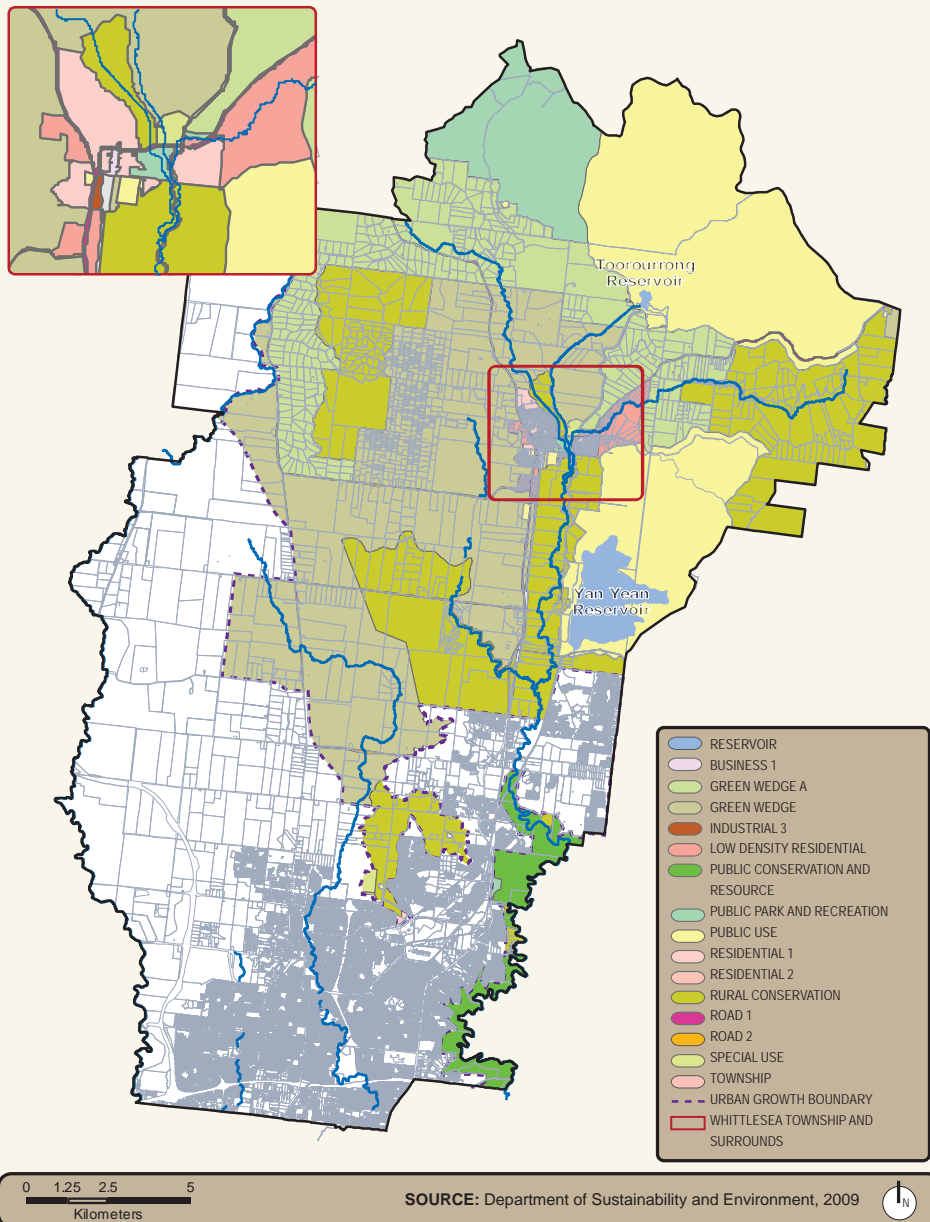 Toorourrong
Reservoir
Yan Yean
Reservoir
RESERVOIR
BUSINESS 1
GREEN WEDGE A
GREEN WEDGE
INDUSTRIAL 3
LOW DENSITY RESIDENTIAL
PUBLIC CONSERVATION AND
RESOURCE
PUBLIC PARK AND RECREATION
PUBLIC USE
RESIDENTIAL 1
RESIDENTIAL 2
RURAL CONSERVATION
ROAD 1
ROAD 2
SPECIAL USE
TOWNSHIP
URBAN GROWTH BOUNDARY
WHITTLESEA TOWNSHIP AND
SURROUNDS
0 1.25 2.5 5
Kilometers
SOURCE: Department of Sustainability and Environment, 2009
N